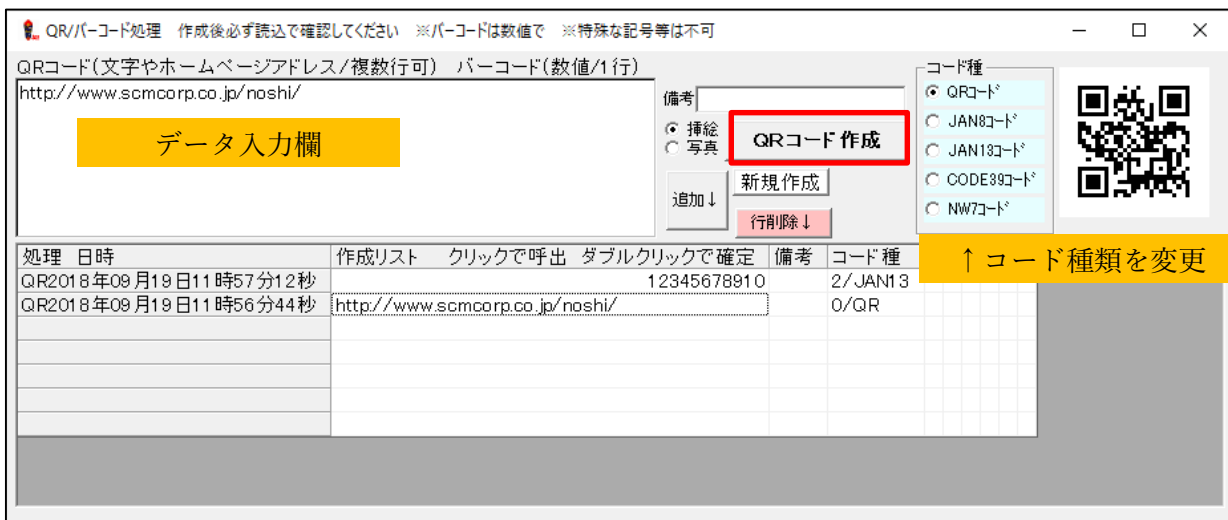 QR/バーコード処理　作成後必ず読込で確認してください　※バーコードは数値で　※特殊な記号等は不可
QRコード(文字やホームページアドレス/複数行可)　バーコード(数値/1行)
http://www.scmcorp.co.jp/noshi/
データ入力欄
備考
挿絵
写真
QRコード作成
追加↓
新規作成
行削除↓
コード種
QRコード
JAN8コード
JAN13コード
CODE39コード
NW7コード
↑コード種類を変更
処理 日時　作成リスト　クリックで呼出 ダブルクリックで確定　備考　コード種
QR2018年09月19日11時57分12秒　12345678910　2/JAN13
QR2018年09月19日11時56分44秒　http://www.scmcorp.co.jp/noshi/　0/QR